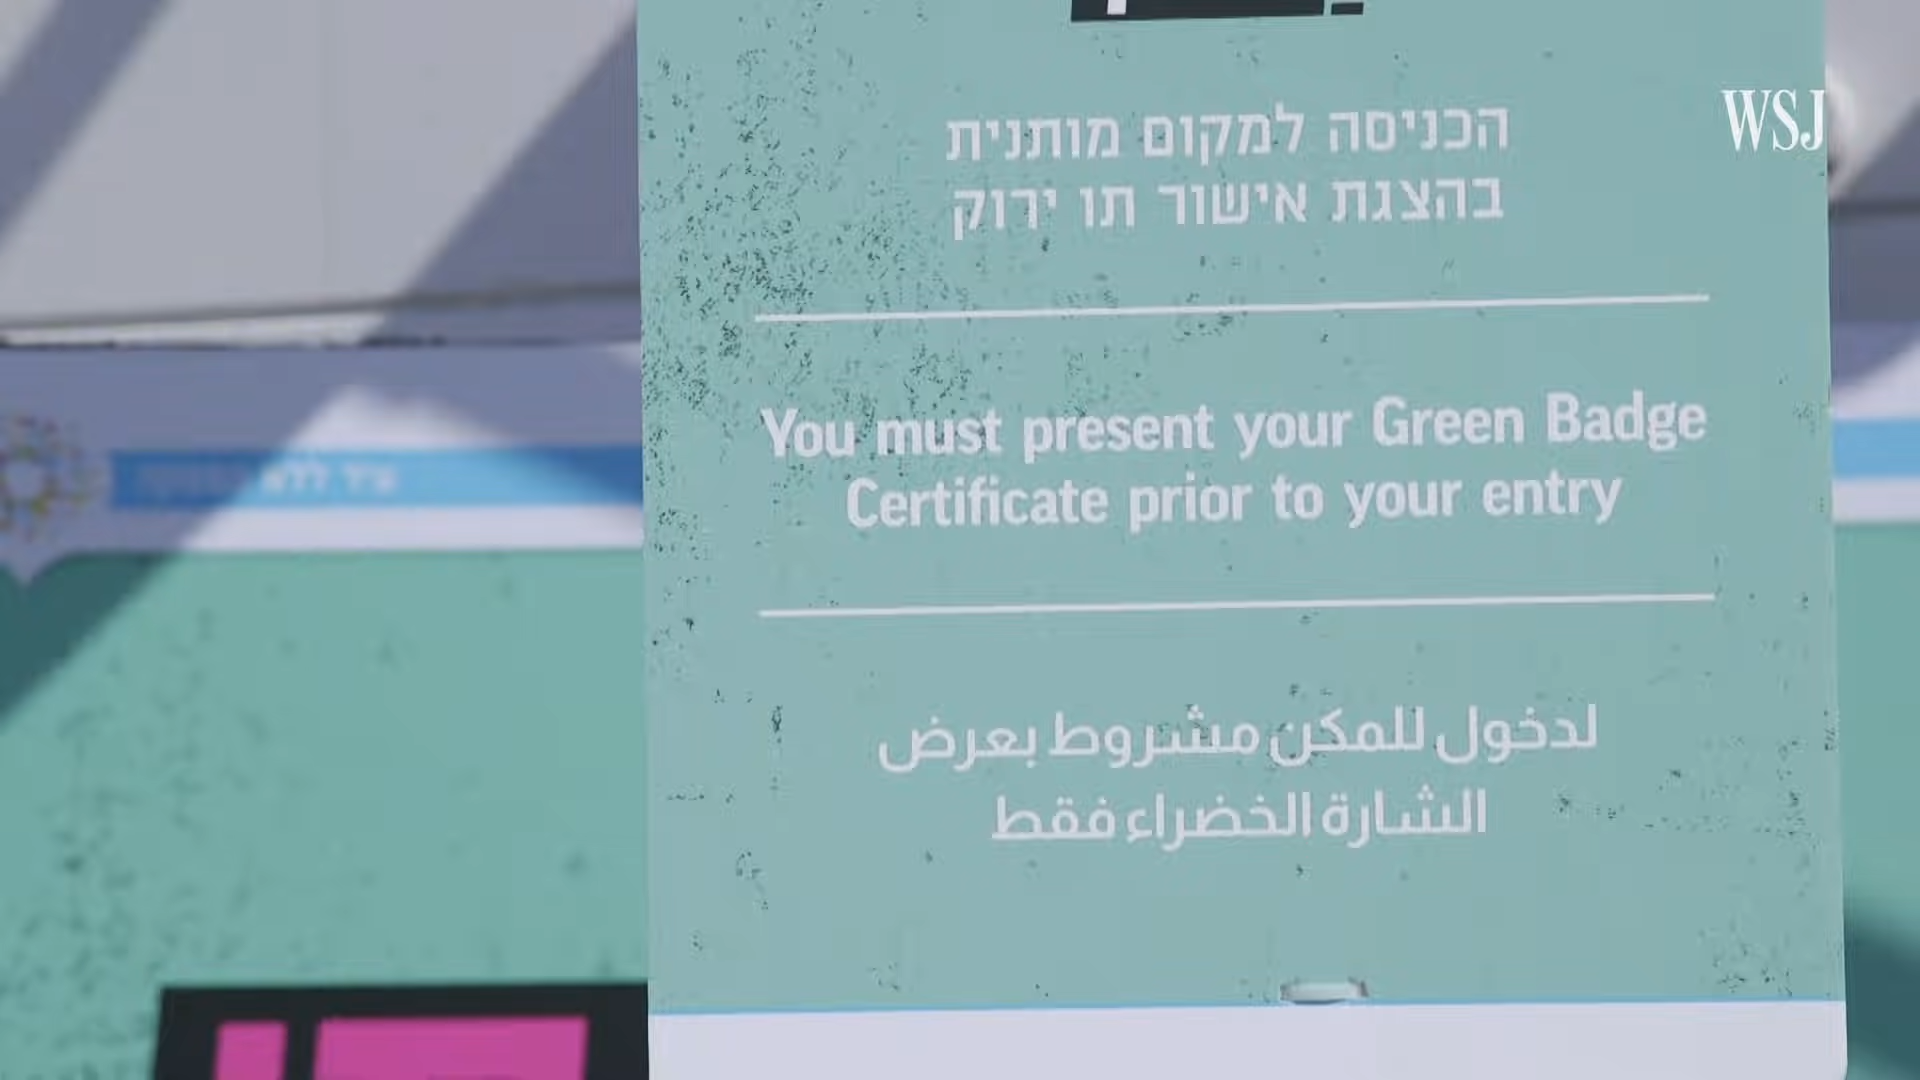 WSJ
הכניסה למקום מותנית
בהצגת אישור תו ירוק
You must present your Green Badge
Certificate prior to your entry
لدخول للمكن مشروط بعرض
الشارة الخضراء فقط
ללא